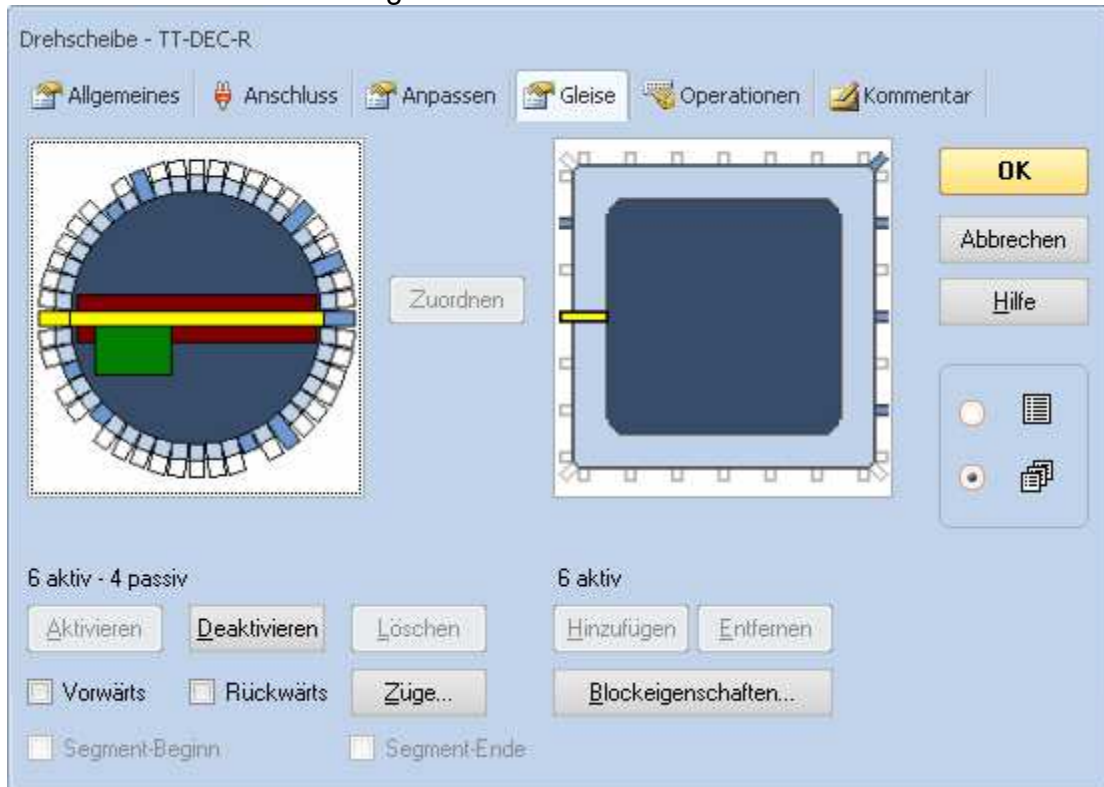 Drehscheibe - TT-DEC-R
Allgemeines Anschluss Anpassen Gleise Operationen Kommentar
OK
Abbrechen
Zuordnen
Hilfe
6 aktiv - 4 passiv 6 aktiv
Aktivieren Deaktivieren Löschen Hinzufügen Entfernen
Vorwärts Rückwärts Züge... Blockeigenschaften...
Segment-Beginn Segment-Ende